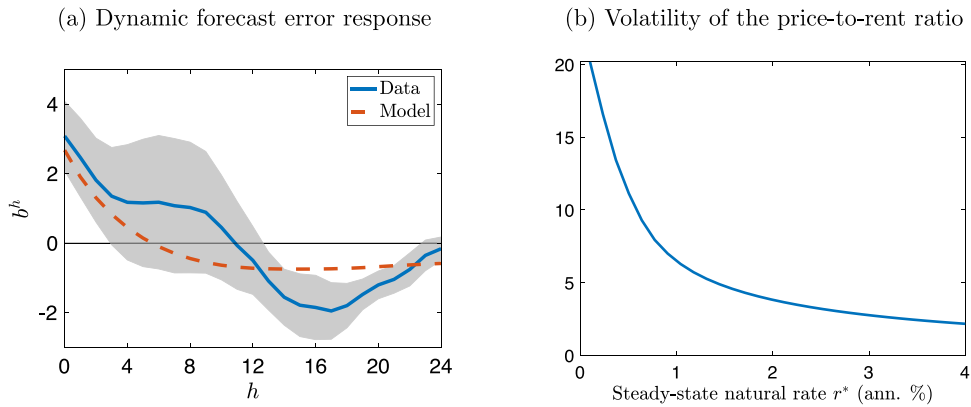 (a) Dynamic forecast error response
4
2
0
-2
b^h
0 4 8 12 16 20 24
h
Data
Model
(b) Volatility of the price-to-rent ratio
20
15
10
5
0
0 1 2 3 4
Steady-state natural rate r* (ann. %)